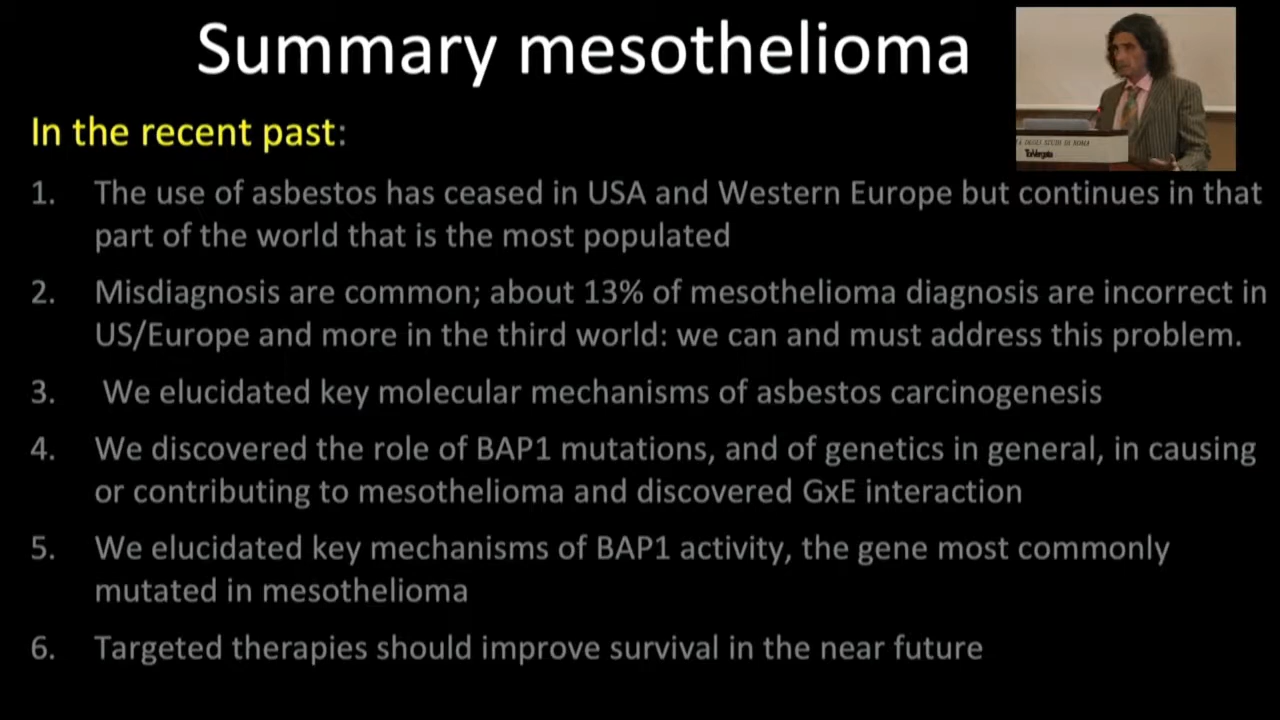 Summary mesothelioma
In the recent past:
1. The use of asbestos has ceased in USA and Western Europe but continues in that
part of the world that is the most populated
2. Misdiagnosis are common; about 13% of mesothelioma diagnosis are incorrect in
US/Europe and more in the third world: we can and must address this problem.
3. We elucidated key molecular mechanisms of asbestos carcinogenesis
4. We discovered the role of BAP1 mutations, and of genetics in general, in causing
or contributing to mesothelioma and discovered GxE interaction
5. We elucidated key mechanisms of BAP1 activity, the gene most commonly
mutated in mesothelioma
6. Targeted therapies should improve survival in the near future
DEGLI STUDI DI ROMA
TorVergata